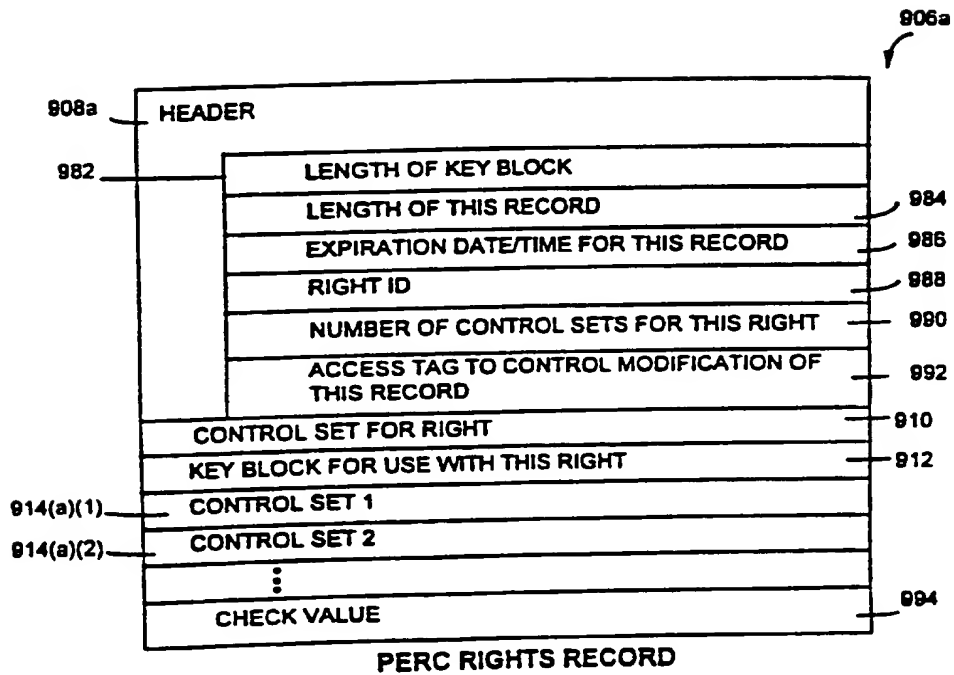 906a
908a HEADER
982 LENGTH OF KEY BLOCK
LENGTH OF THIS RECORD 984
EXPIRATION DATE/TIME FOR THIS RECORD 986
RIGHT ID 988
NUMBER OF CONTROL SETS FOR THIS RIGHT 990
ACCESS TAG TO CONTROL MODIFICATION OF
THIS RECORD 992
CONTROL SET FOR RIGHT 910
KEY BLOCK FOR USE WITH THIS RIGHT 912
914(a)(1) CONTROL SET 1
914(a)(2) CONTROL SET 2
⋮
CHECK VALUE 994
PERC RIGHTS RECORD